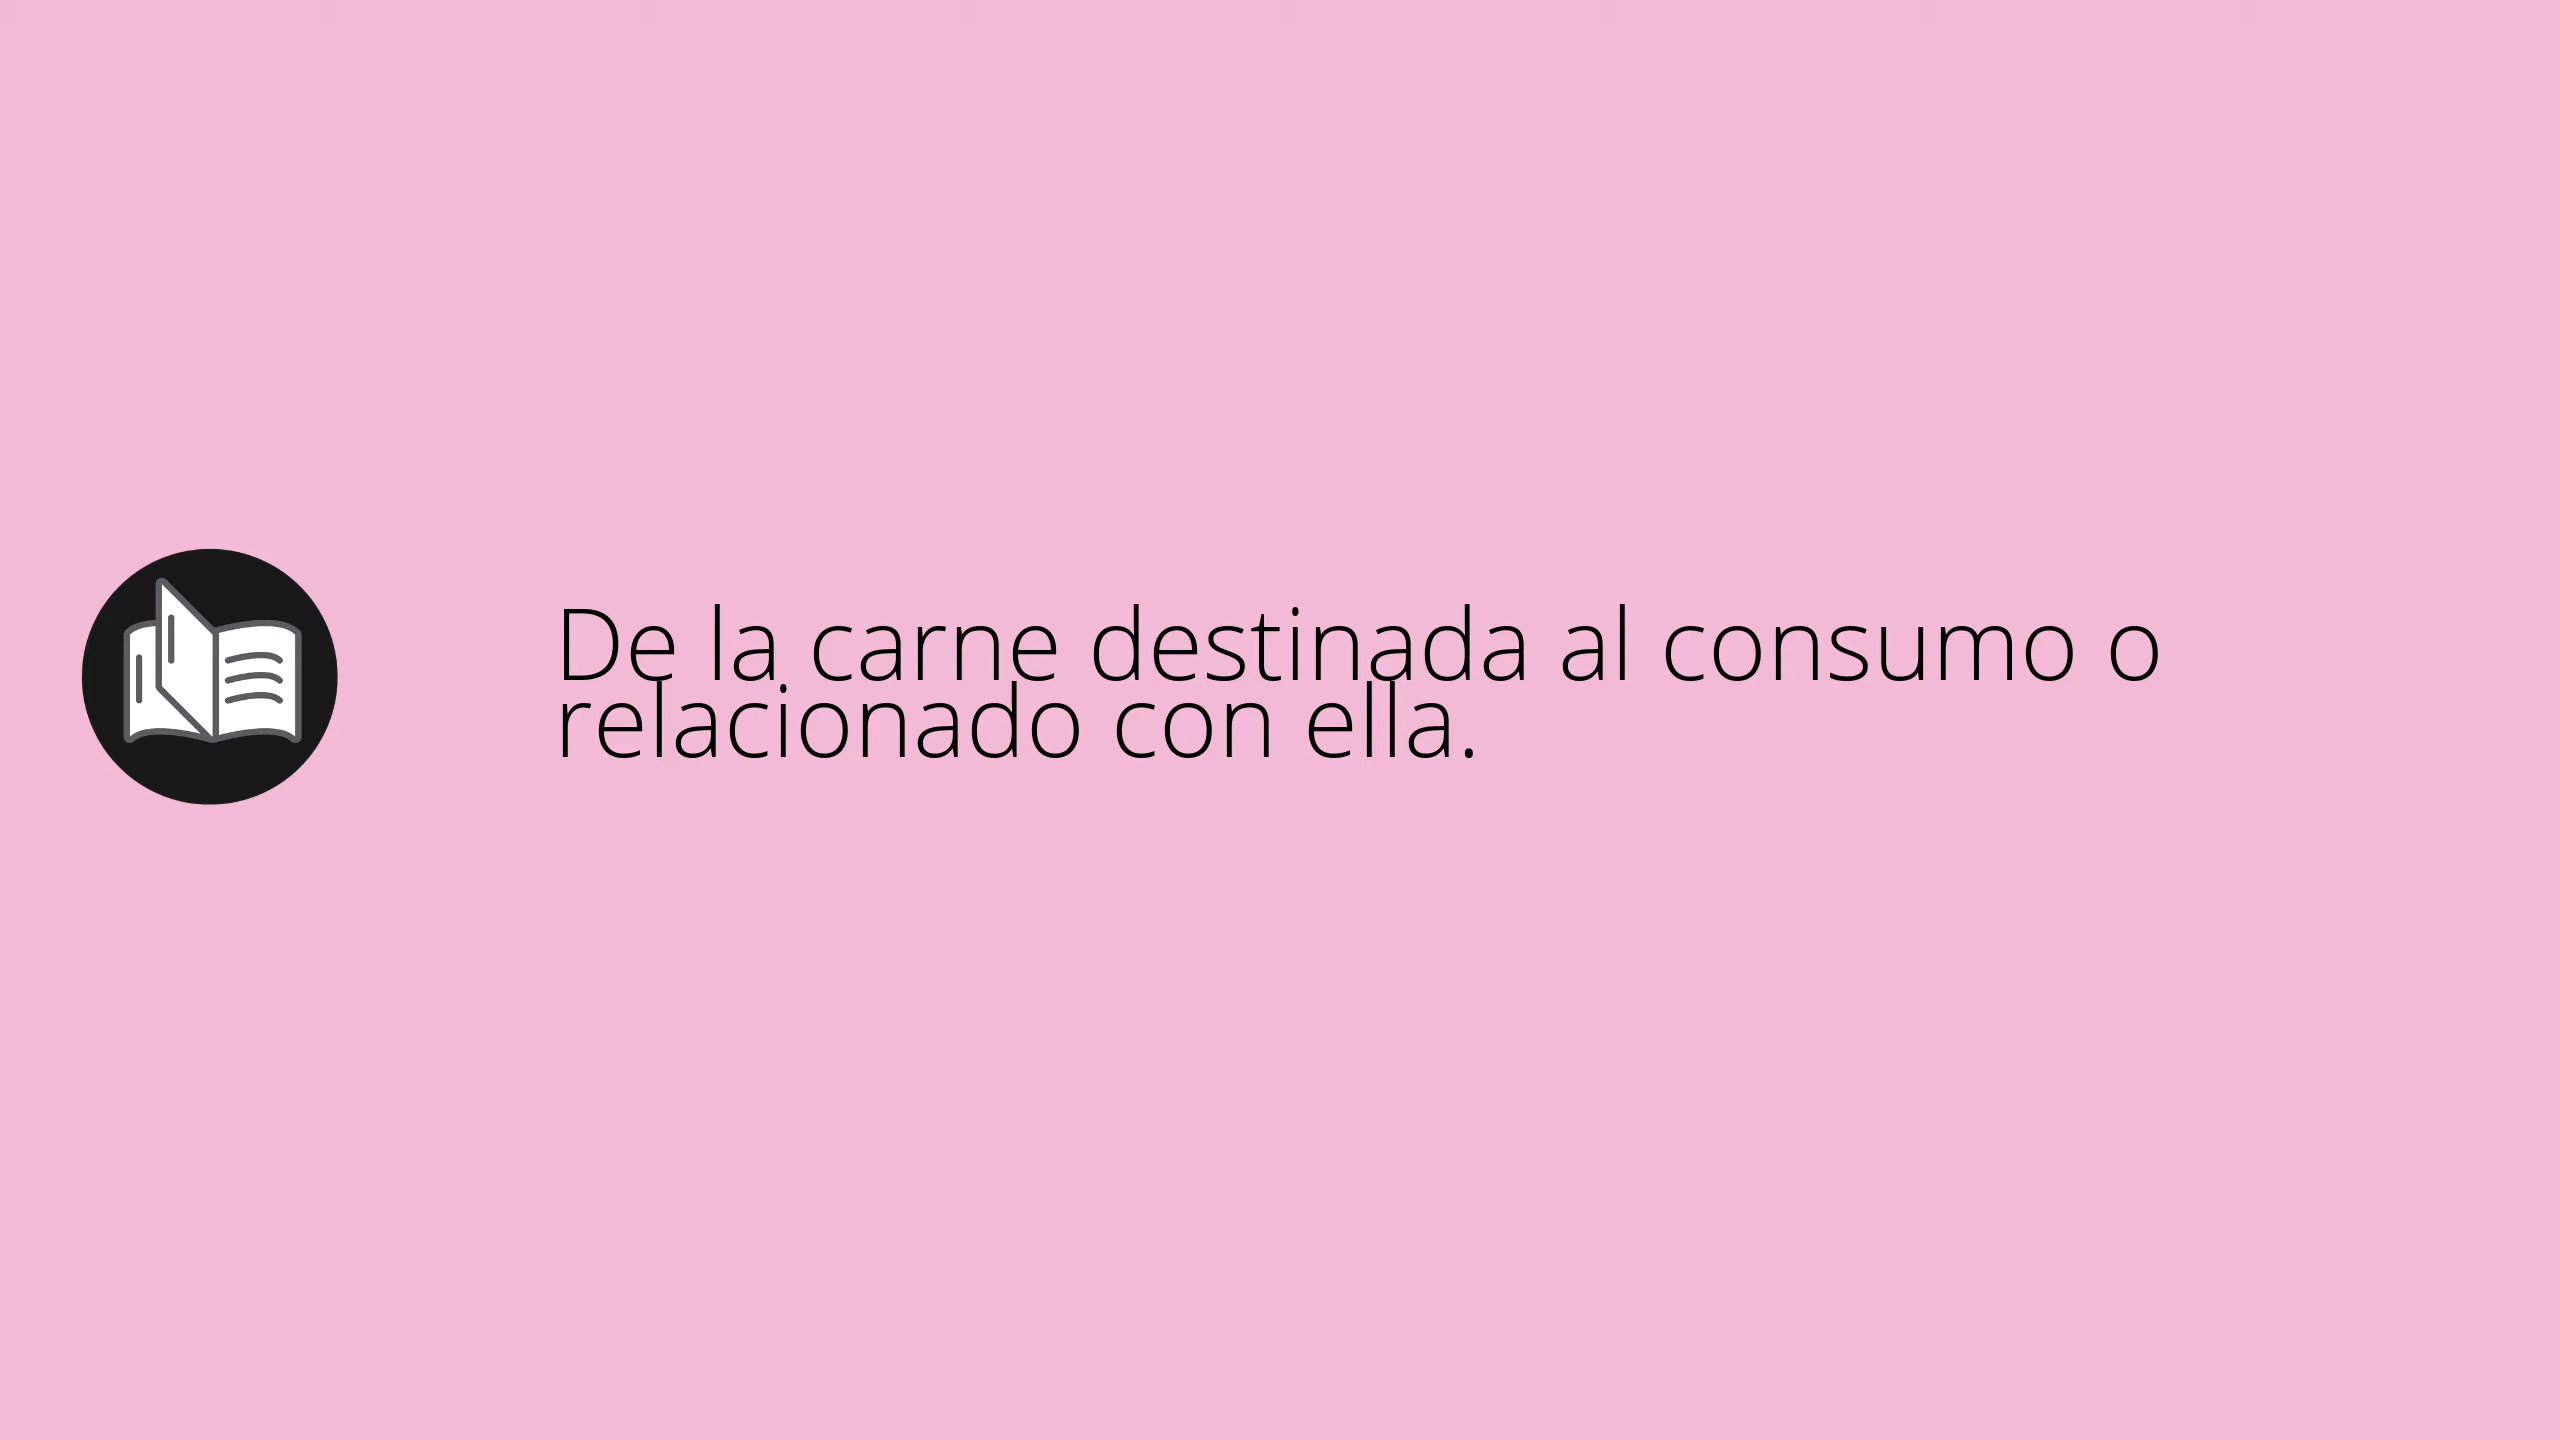 De la carne destinada al consumo o
relacionado con ella.